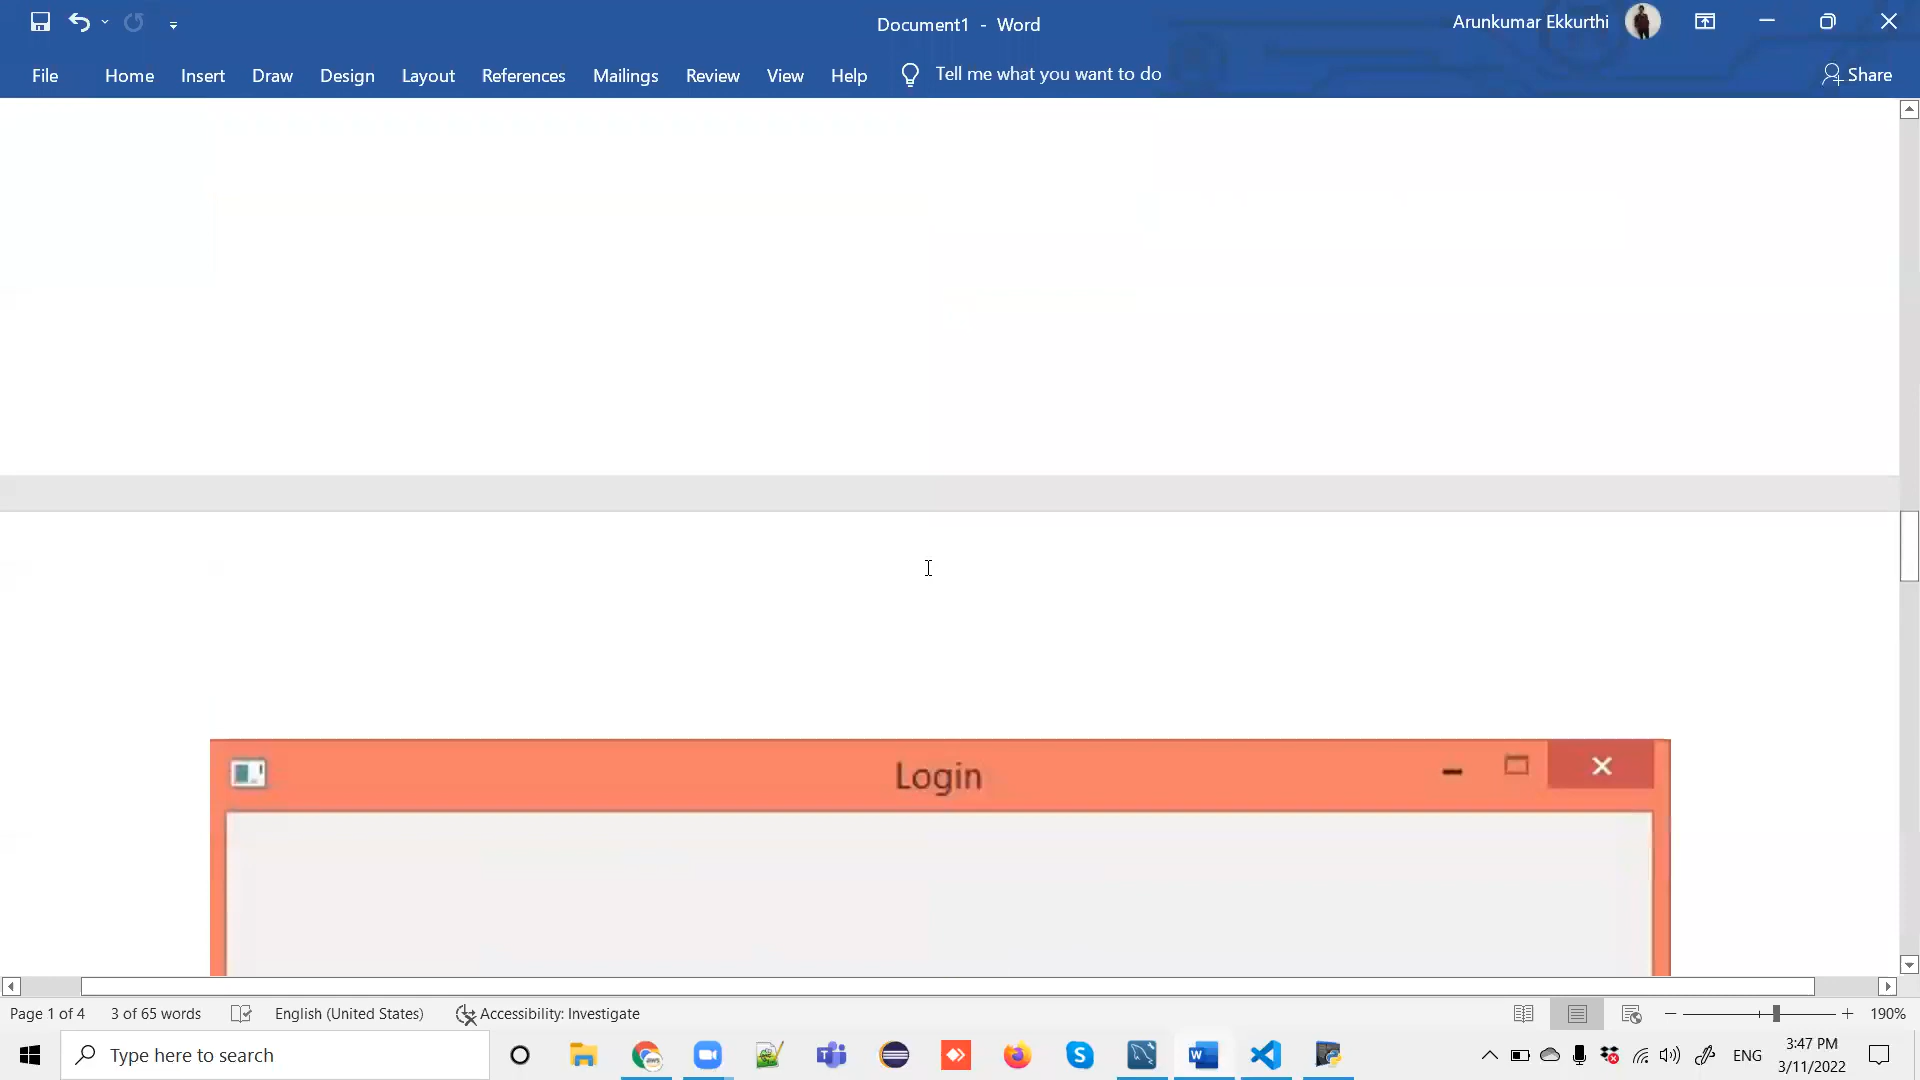 Document1 - Word
Arunkumar Ekkurthi
File Home Insert Draw Design Layout References Mailings Review View Help Tell me what you want to do Share
Login
Page 1 of 4 3 of 65 words English (United States) Accessibility: Investigate 190%
Type here to search
ENG
3:47 PM
3/11/2022